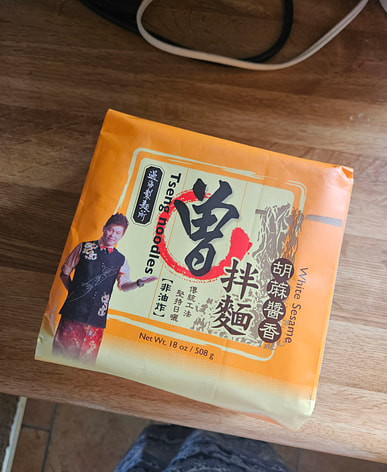 Tseng noodles
曾
拌麵
胡蔴醬香
White Sesame
傳統工法
堅持日曬
【非油炸】
Net Wt. 18 oz / 508 g